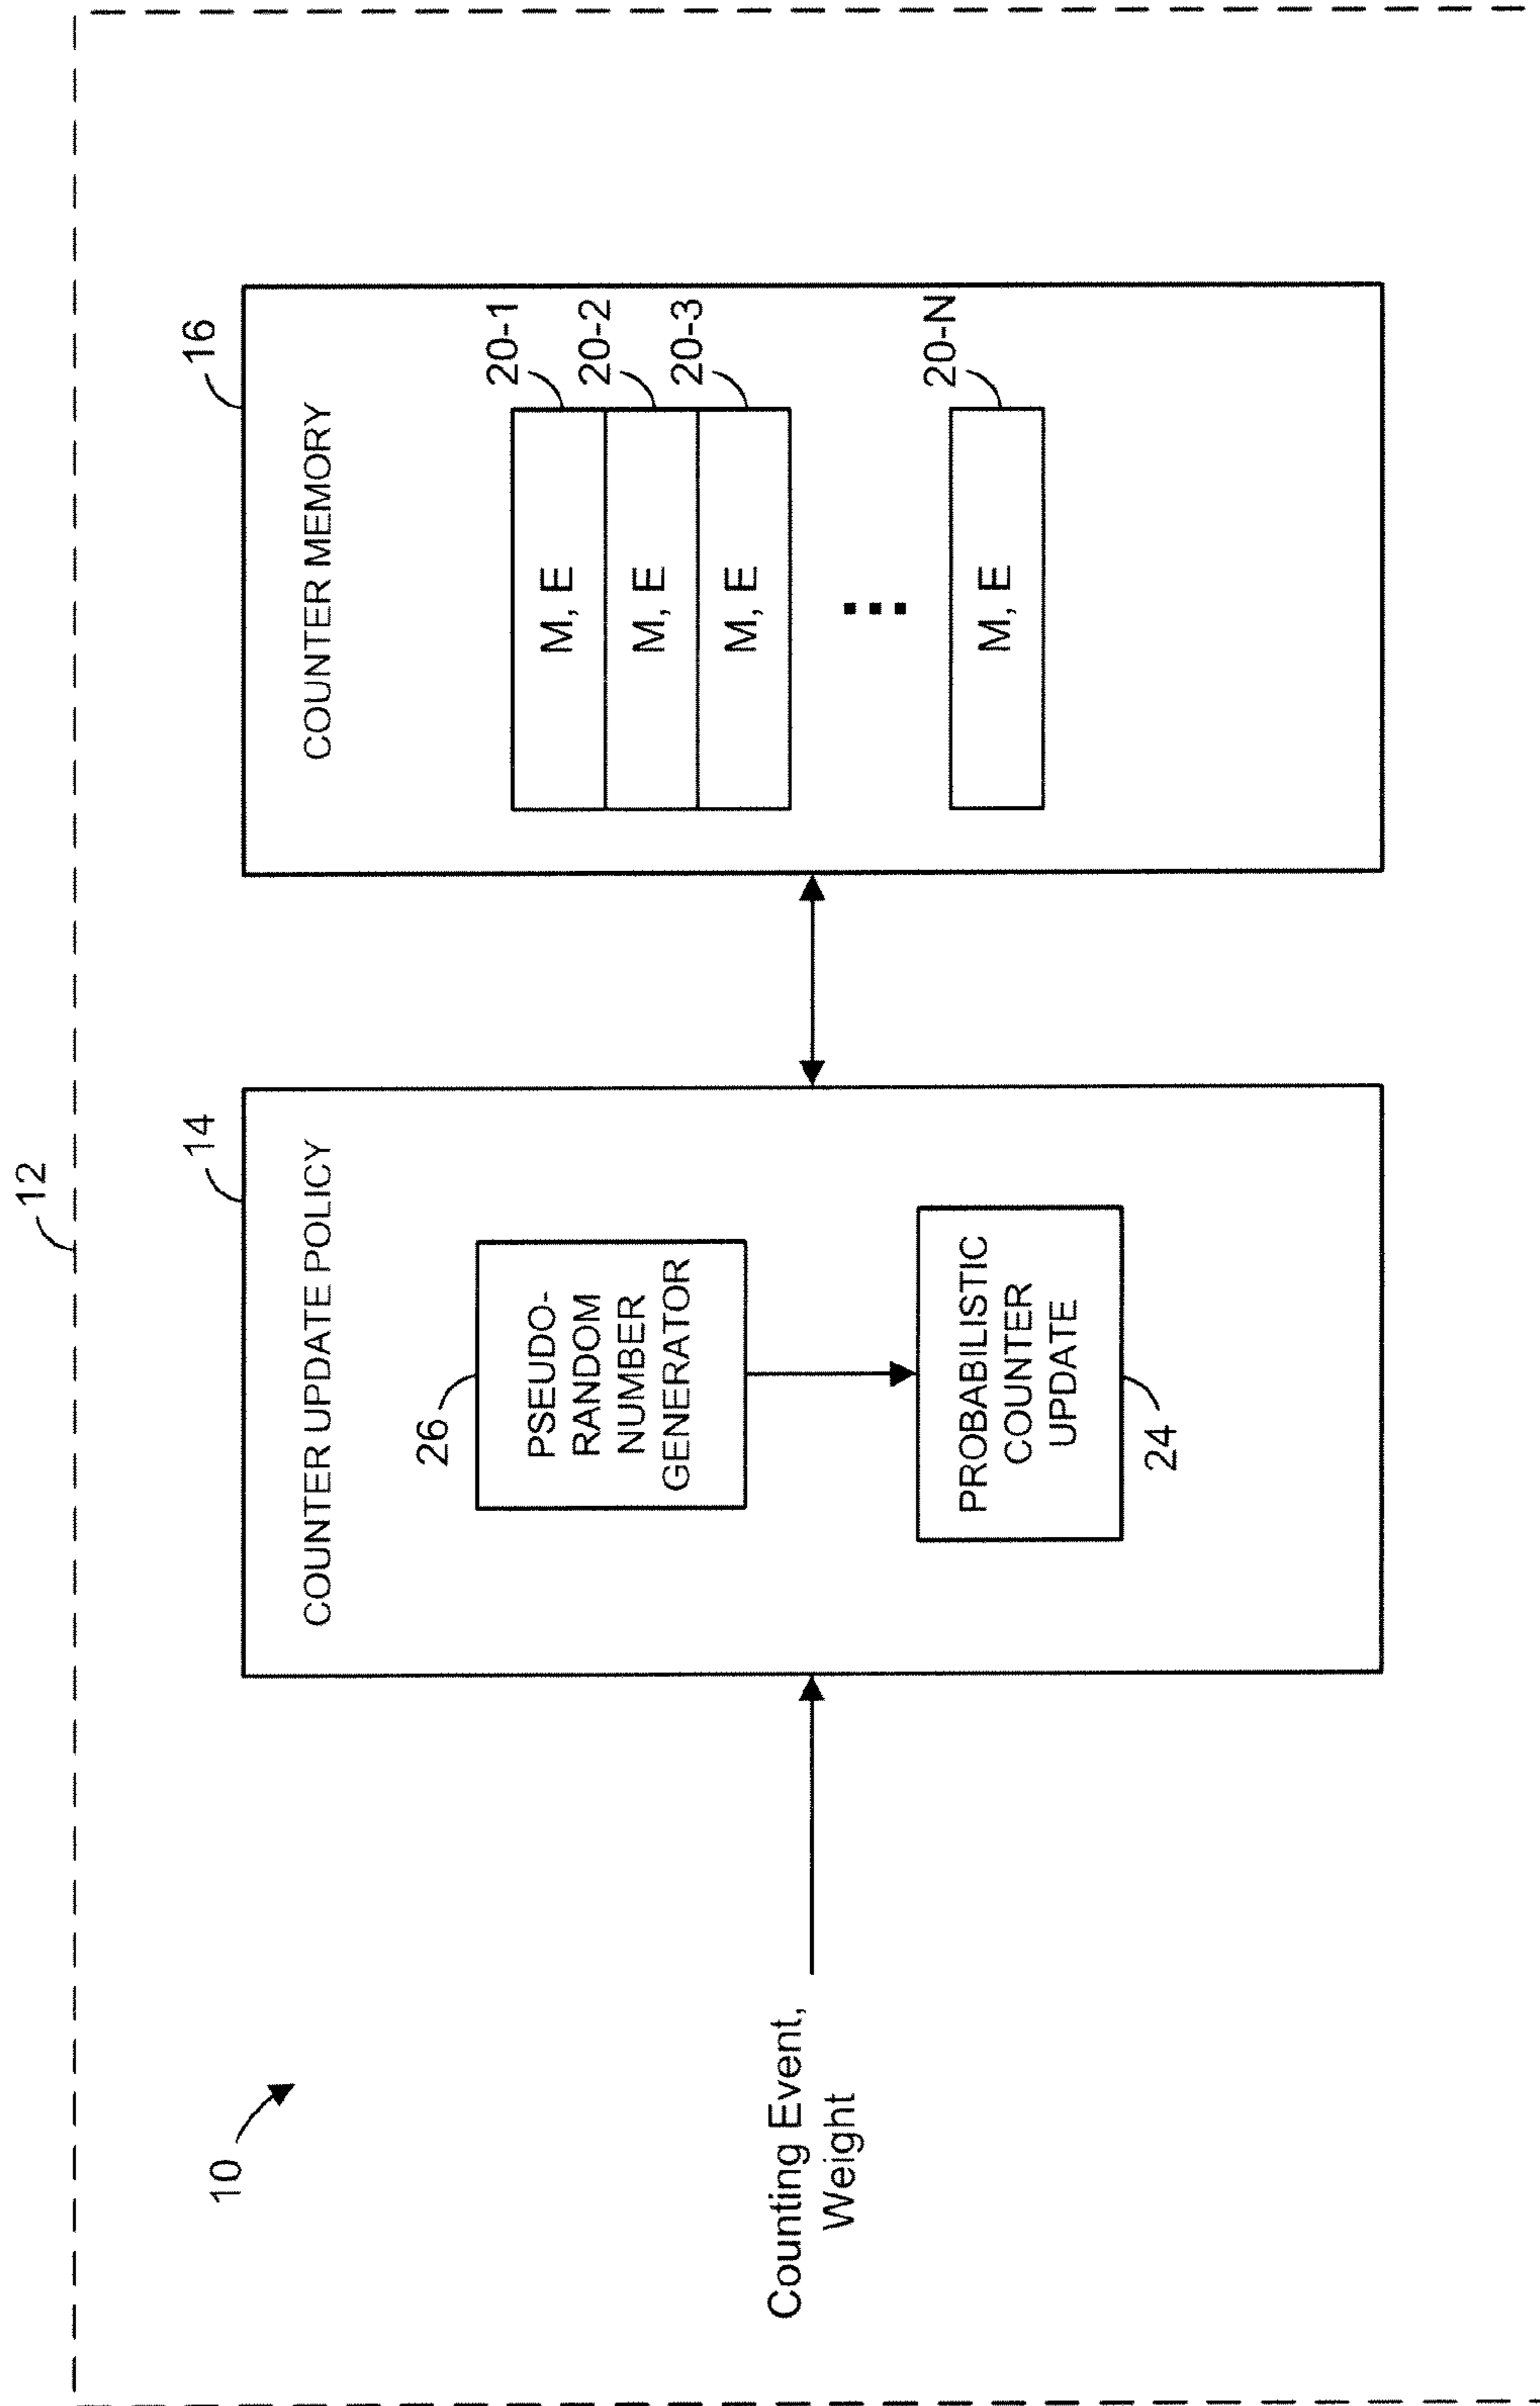 12
10
Counting Event,
Weight
14
COUNTER UPDATE POLICY
26
PSEUDO-
RANDOM
NUMBER
GENERATOR
PROBABILISTIC
COUNTER
UPDATE
24
16
COUNTER MEMORY
20-1
M, E
20-2
M, E
20-3
M, E
20-N
M, E